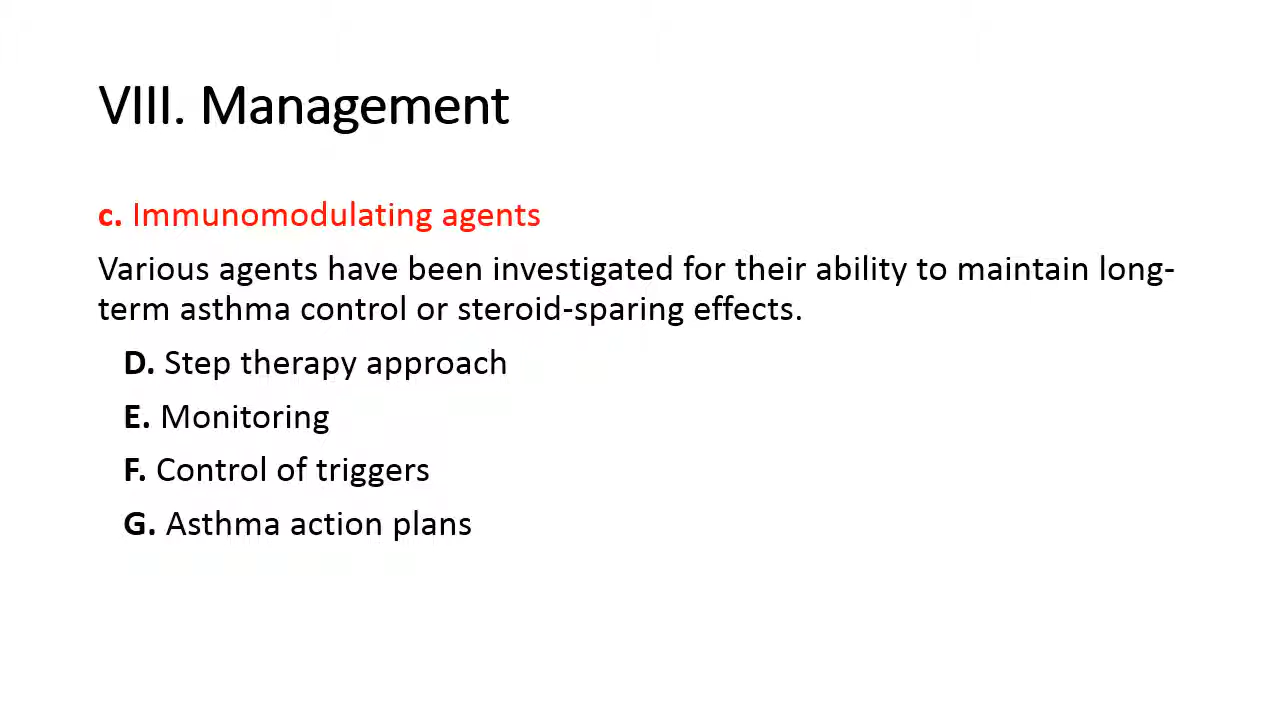 VIII. Management
c. Immunomodulating agents
Various agents have been investigated for their ability to maintain long-
term asthma control or steroid-sparing effects.
D. Step therapy approach
E. Monitoring
F. Control of triggers
G. Asthma action plans